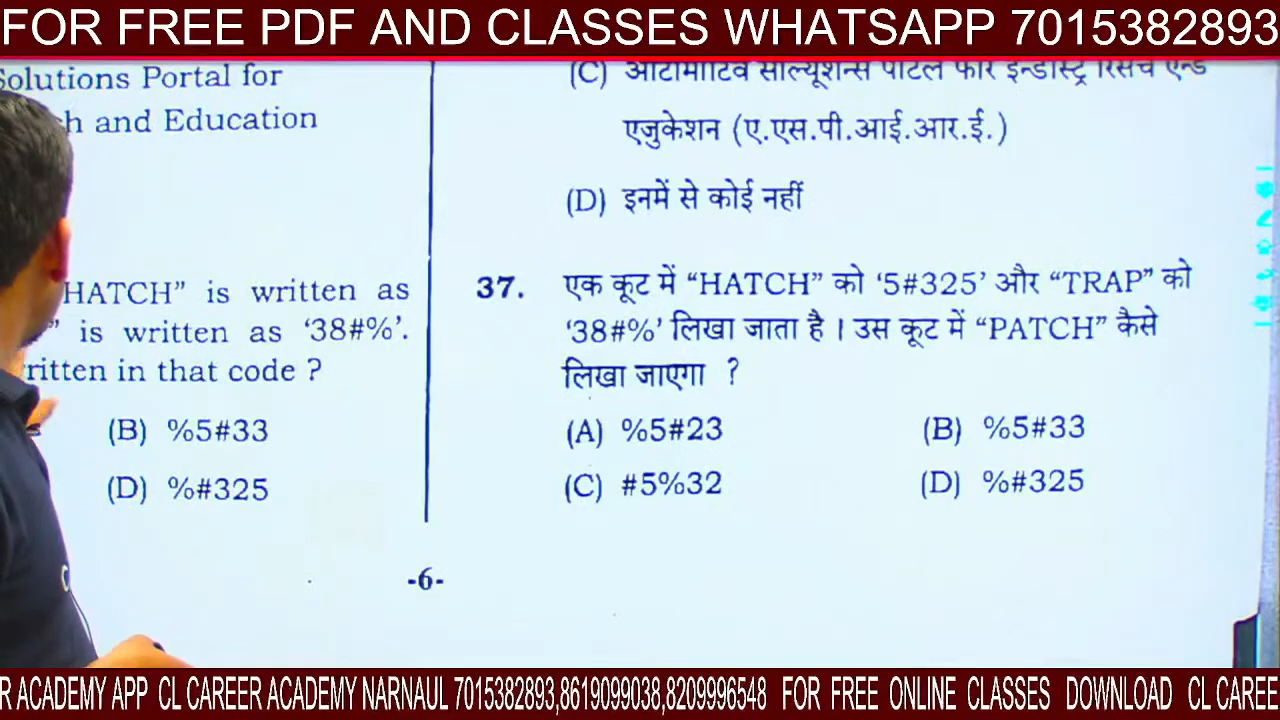 FOR FREE PDF AND CLASSES WHATSAPP 7015382893
Solutions Portal for
and Education
HATCH” is written as
” is written as ‘38#%’.
written in that code ?
(B) %5#33
(D) %#325
(C) ऑटोमोटिव सोल्यूशन्स पोर्टल फॉर इन्डस्ट्री रिसर्च एन्ड
एजुकेशन (ए.एस.पी.आई.आर.ई.)
(D) इनमें से कोई नहीं
37. एक कूट में “HATCH” को ‘5#325’ और “TRAP” को
‘38#%’ लिखा जाता है । उस कूट में “PATCH” कैसे
लिखा जाएगा ?
(A) %5#23 (B) %5#33
(C) #5%32 (D) %#325
-6-
R ACADEMY APP CL CAREER ACADEMY NARNAUL 7015382893,8619099038,8209996548 FOR FREE ONLINE CLASSES DOWNLOAD CL CAREE